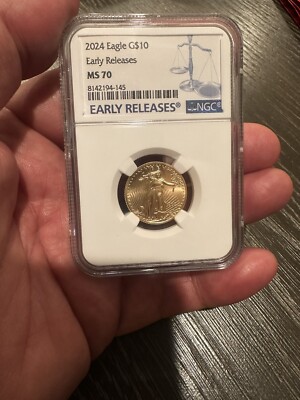 2024 Eagle G$10
Early Releases
MS 70
8142194-145
EARLY RELEASES®
NGC®